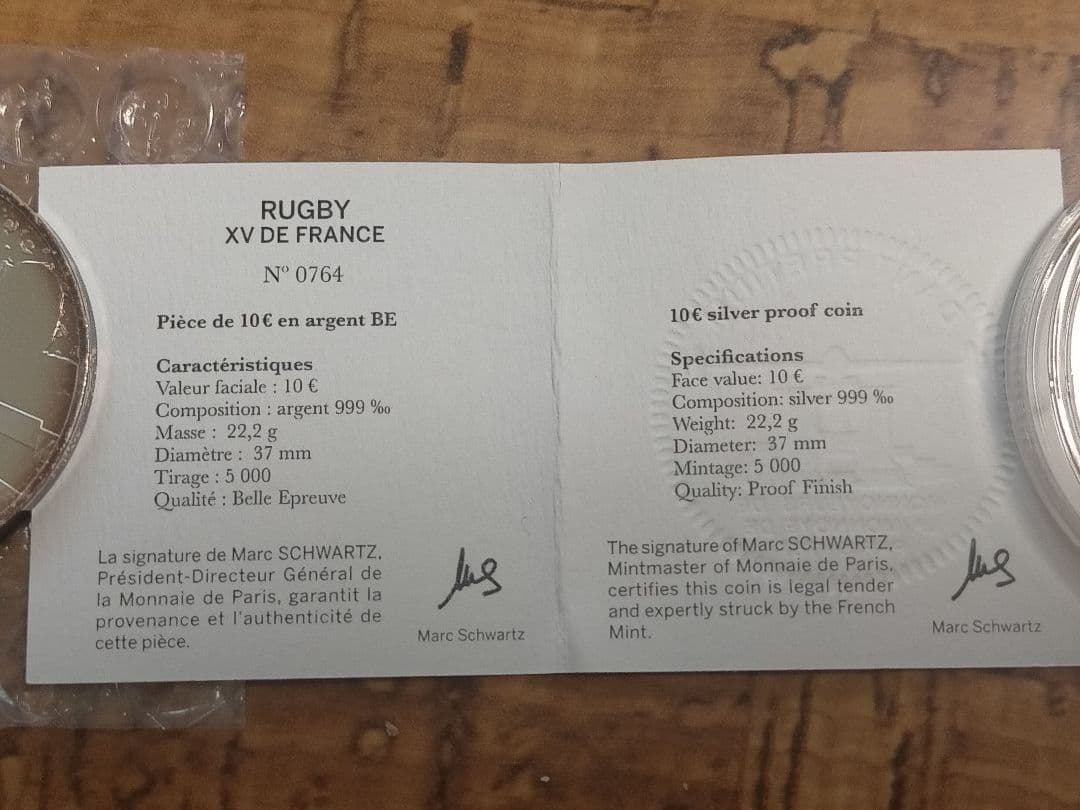 RUGBY
XV DE FRANCE
Nº 0764
Pièce de 10€ en argent BE
Caractéristiques
Valeur faciale : 10 €
Composition : argent 999 ‰
Masse : 22,2 g
Diamètre : 37 mm
Tirage : 5 000
Qualité : Belle Epreuve
La signature de Marc SCHWARTZ,
Président-Directeur Général de
la Monnaie de Paris, garantit la
provenance et l'authenticité de
cette pièce.
Marc Schwartz
10€ silver proof coin
Specifications
Face value: 10 €
Composition: silver 999 ‰
Weight: 22,2 g
Diameter: 37 mm
Mintage: 5 000
Quality: Proof Finish
The signature of Marc SCHWARTZ,
Mintmaster of Monnaie de Paris,
certifies this coin is legal tender
and expertly struck by the French
Mint.
Marc Schwartz